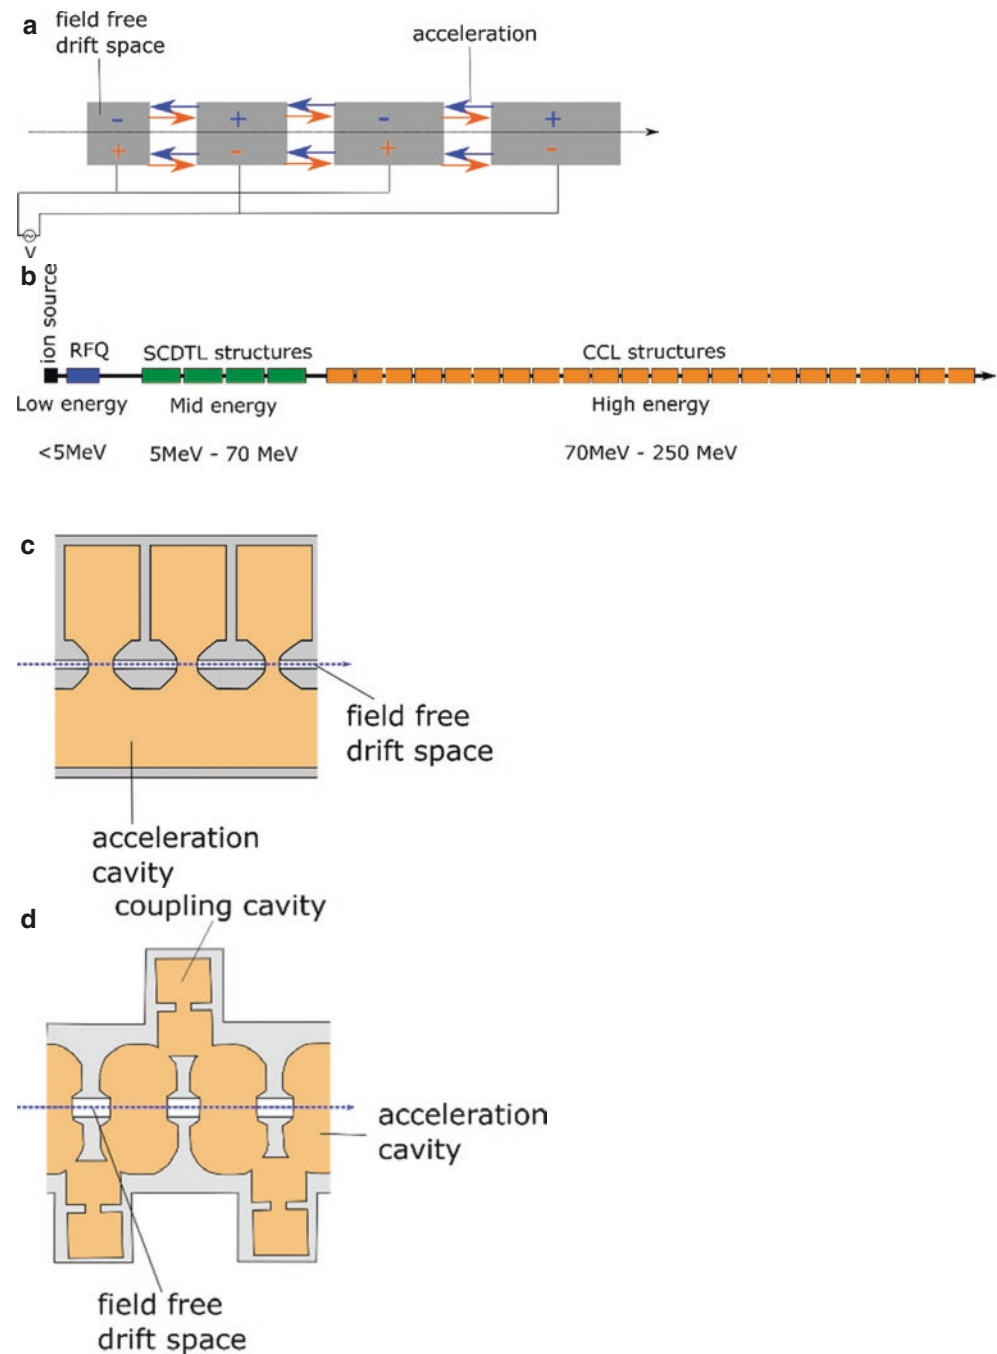 a
field free
drift space
acceleration
- + - +
+ - + -
V
b
ion source
RFQ
SCDTL structures
CCL structures
Low energy
Mid energy
High energy
<5MeV
5MeV - 70 MeV
70MeV - 250 MeV
c
field free
drift space
acceleration
cavity
d
coupling cavity
acceleration
cavity
field free
drift space